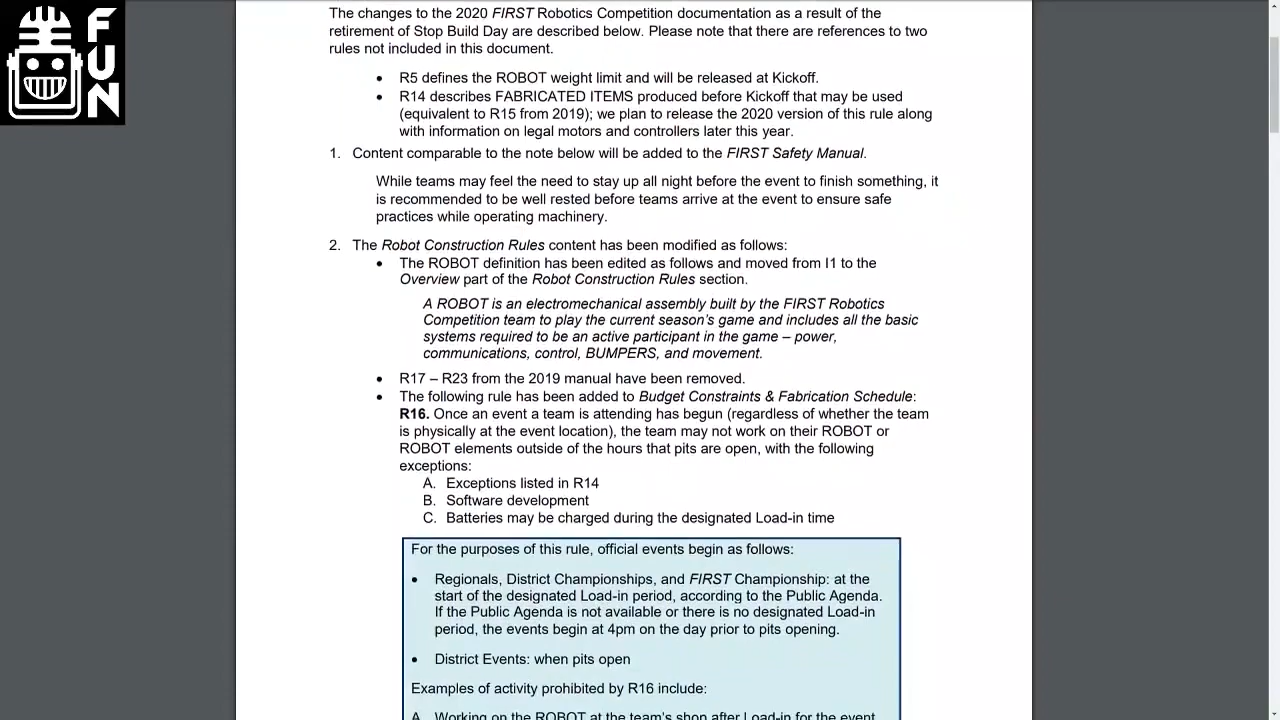 FUN
The changes to the 2020 FIRST Robotics Competition documentation as a result of the
retirement of Stop Build Day are described below. Please note that there are references to two
rules not included in this document.
• R5 defines the ROBOT weight limit and will be released at Kickoff.
• R14 describes FABRICATED ITEMS produced before Kickoff that may be used
(equivalent to R15 from 2019); we plan to release the 2020 version of this rule along
with information on legal motors and controllers later this year.
1. Content comparable to the note below will be added to the FIRST Safety Manual.
While teams may feel the need to stay up all night before the event to finish something, it
is recommended to be well rested before teams arrive at the event to ensure safe
practices while operating machinery.
2. The Robot Construction Rules content has been modified as follows:
• The ROBOT definition has been edited as follows and moved from I1 to the
Overview part of the Robot Construction Rules section.
A ROBOT is an electromechanical assembly built by the FIRST Robotics
Competition team to play the current season's game and includes all the basic
systems required to be an active participant in the game – power,
communications, control, BUMPERS, and movement.
• R17 – R23 from the 2019 manual have been removed.
• The following rule has been added to Budget Constraints & Fabrication Schedule:
R16. Once an event a team is attending has begun (regardless of whether the team
is physically at the event location), the team may not work on their ROBOT or
ROBOT elements outside of the hours that pits are open, with the following
exceptions:
A. Exceptions listed in R14
B. Software development
C. Batteries may be charged during the designated Load-in time
For the purposes of this rule, official events begin as follows:
• Regionals, District Championships, and FIRST Championship: at the
start of the designated Load-in period, according to the Public Agenda.
If the Public Agenda is not available or there is no designated Load-in
period, the events begin at 4pm on the day prior to pits opening.
• District Events: when pits open
Examples of activity prohibited by R16 include:
A. Working on the ROBOT at the team's shop after Load-in for the event